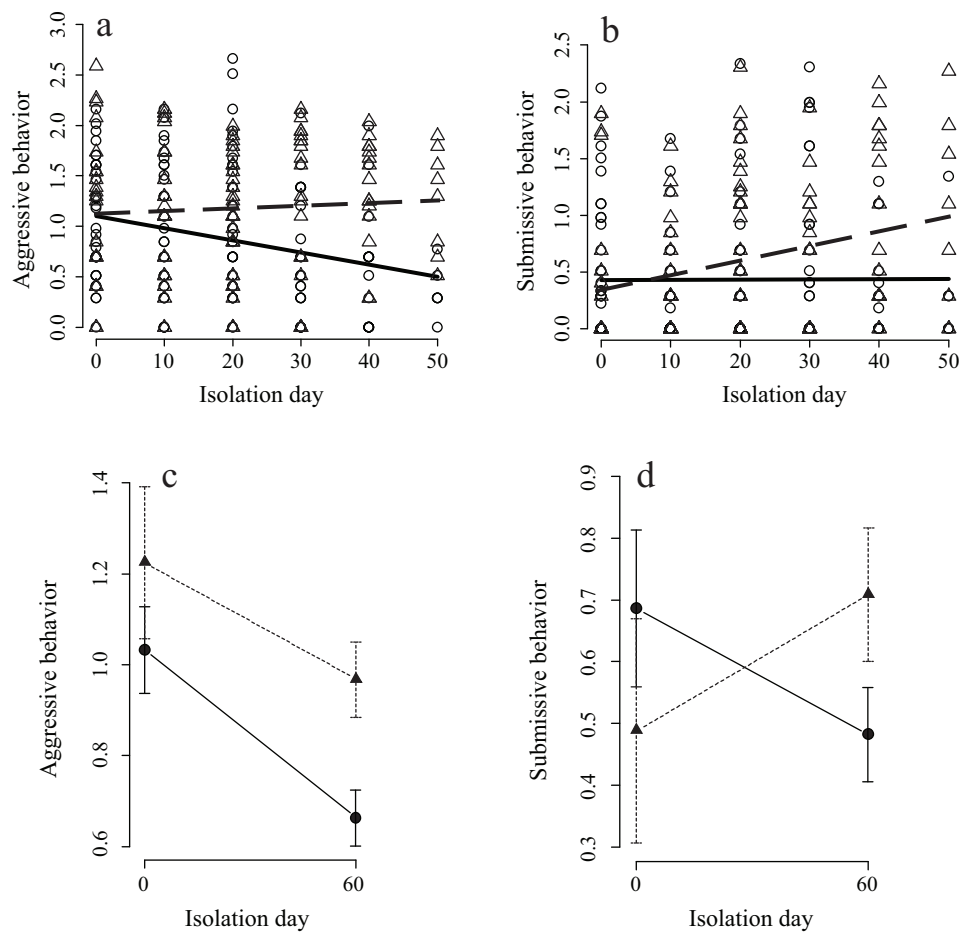 a
Aggressive behavior
3.0
2.5
2.0
1.5
1.0
0.5
0.0
0 10 20 30 40 50
Isolation day
b
Submissive behavior
2.5
2.0
1.5
1.0
0.5
0.0
0 10 20 30 40 50
Isolation day
c
Aggressive behavior
1.4
1.2
1.0
0.8
0.6
0 60
Isolation day
d
Submissive behavior
0.9
0.8
0.7
0.6
0.5
0.4
0.3
0 60
Isolation day